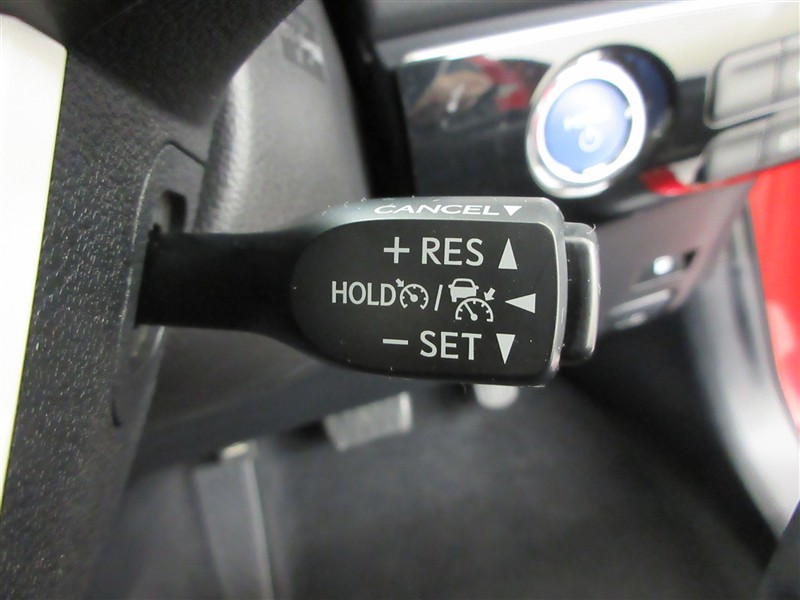 CANCEL▼
+ RES ▲
HOLD / ◀
− SET ▼